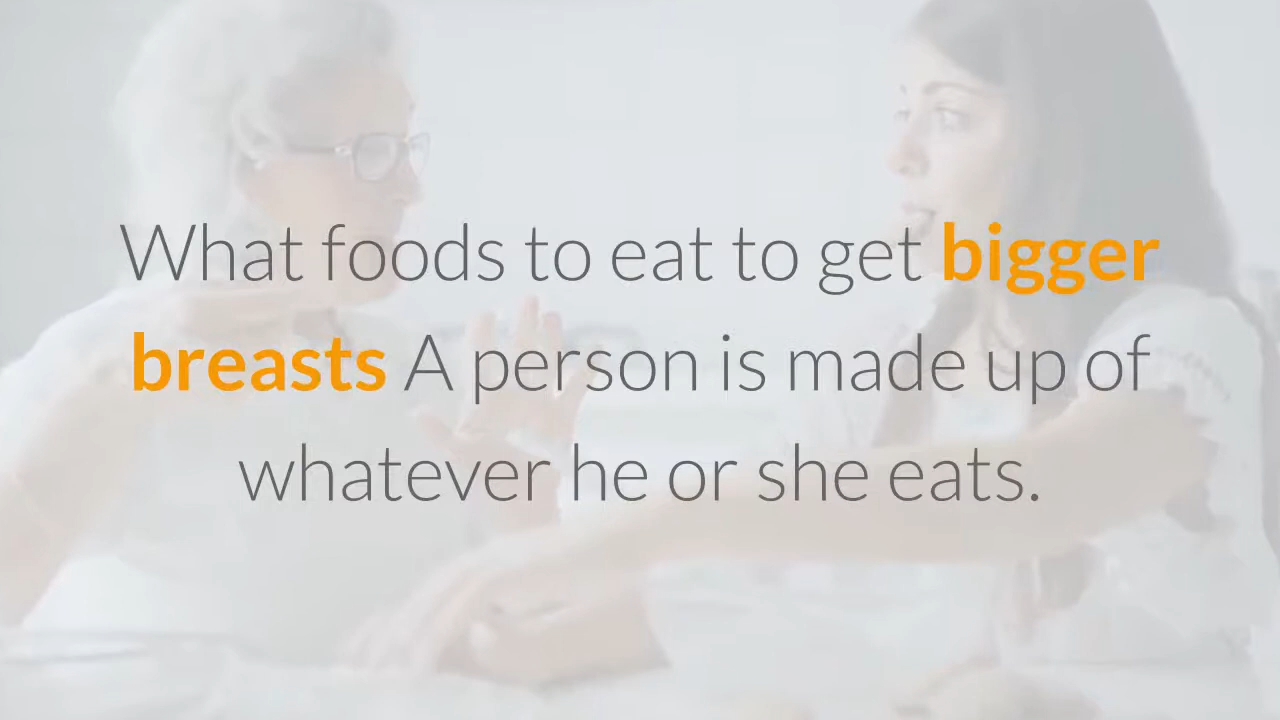 What foods to eat to get bigger
breasts A person is made up of
whatever he or she eats.